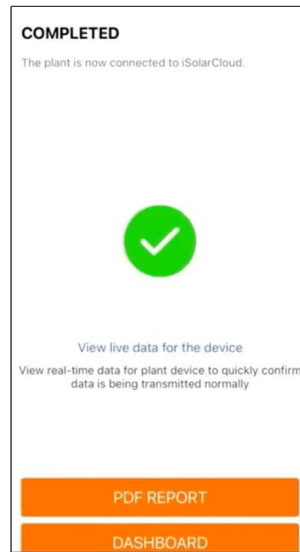 COMPLETED
The plant is now connected to iSolarCloud.
View live data for the device
View real-time data for plant device to quickly confirm
data is being transmitted normally
PDF REPORT
DASHBOARD